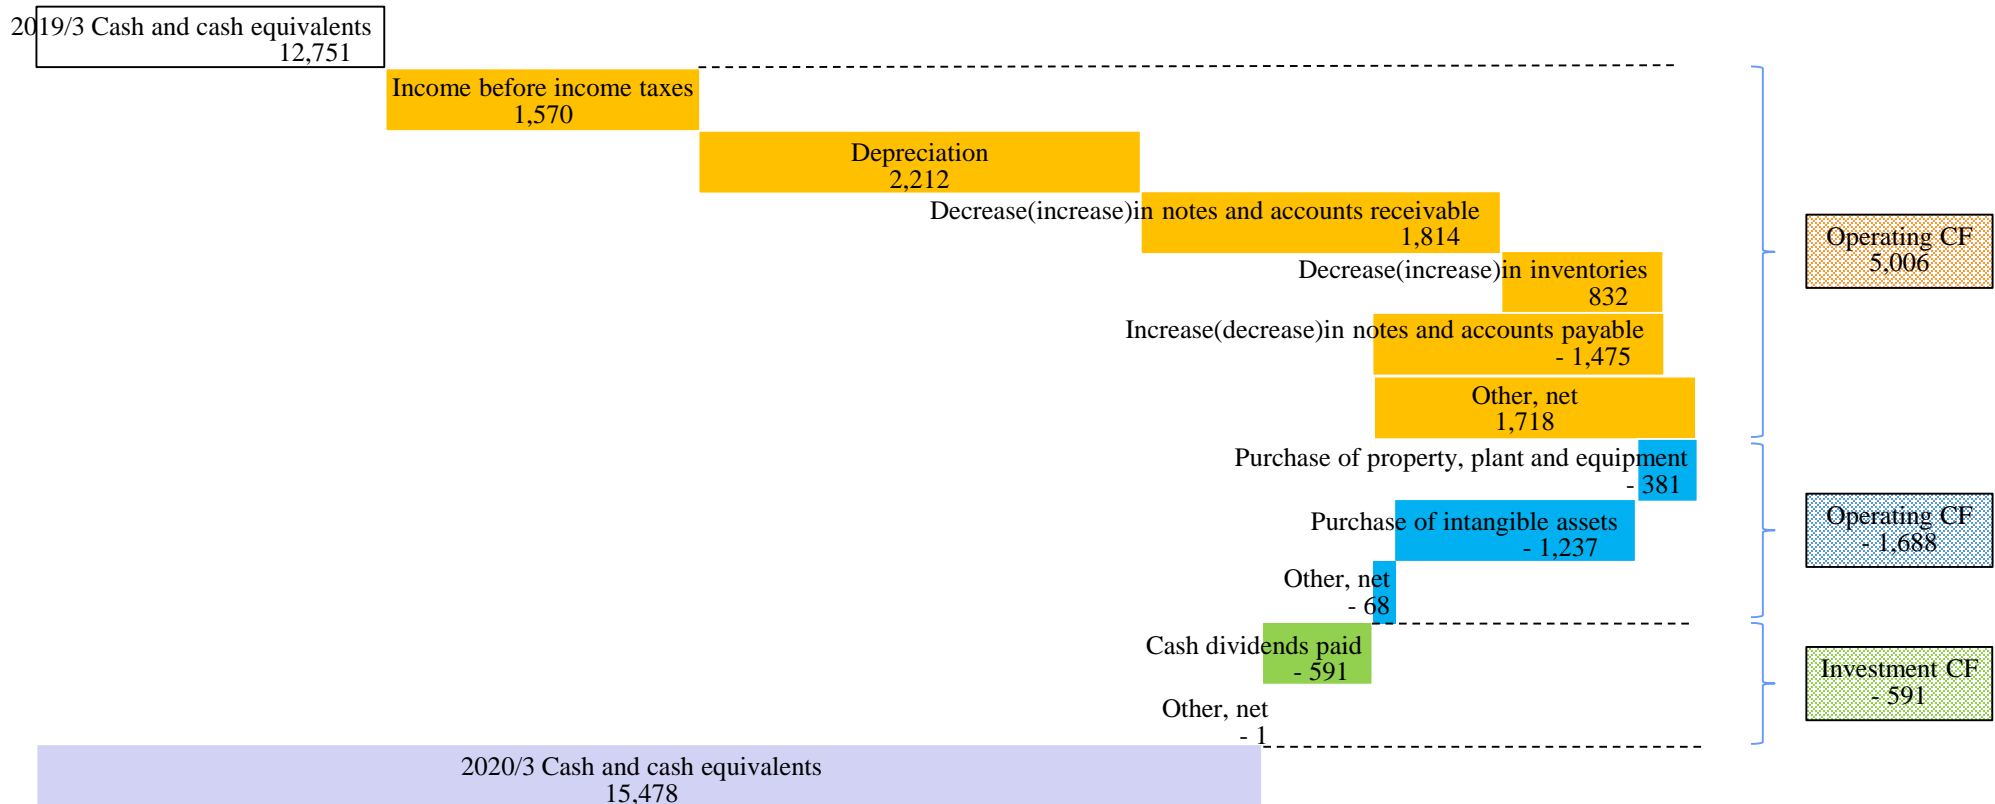 2019/3 Cash and cash equivalents
12,751
Income before income taxes
1,570
Depreciation
2,212
Decrease(increase)in notes and accounts receivable
1,814
Decrease(increase)in inventories
832
Increase(decrease)in notes and accounts payable
- 1,475
Other, net
1,718
Operating CF
5,006
Purchase of property, plant and equipment
- 381
Purchase of intangible assets
- 1,237
Other, net
- 68
Operating CF
- 1,688
Cash dividends paid
- 591
Other, net
- 1
Investment CF
- 591
2020/3 Cash and cash equivalents
15,478